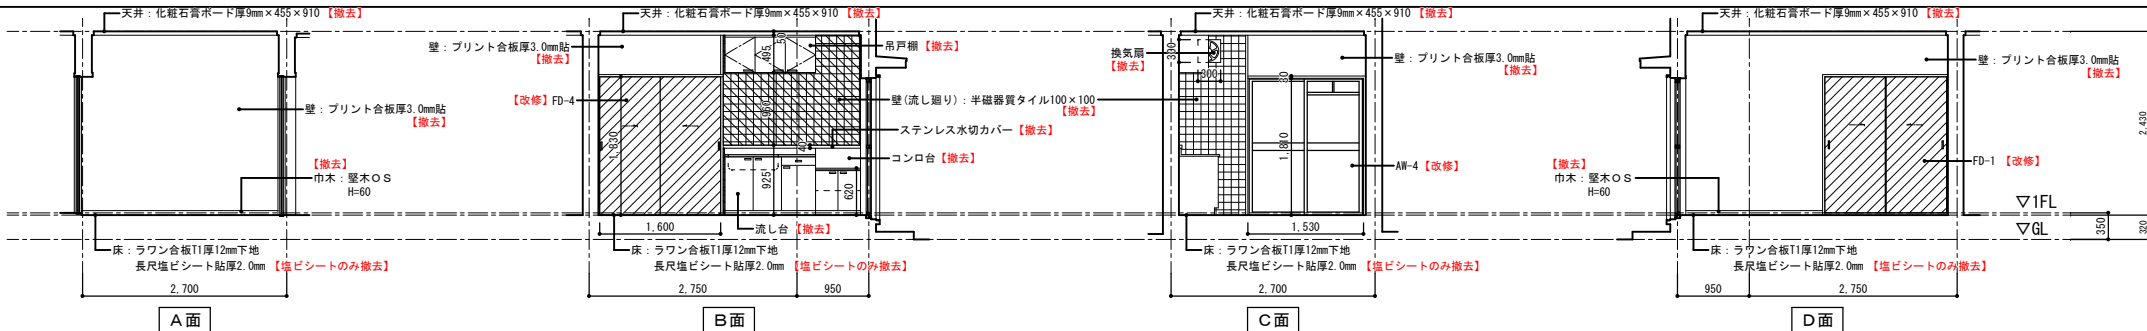 天井：化粧石膏ボード厚9mm×455×910【撤去】
壁：プリント合板厚3.0mm貼
【撤去】
【撤去】
巾木：堅木ＯＳ
H=60
床：ラワン合板T1厚12mm下地
長尺塩ビシート貼厚2.0mm【塩ビシートのみ撤去】
2,700
Ａ面
天井：化粧石膏ボード厚9mm×455×910【撤去】
壁：プリント合板厚3.0mm貼
【撤去】
50
495
吊戸棚【撤去】
【改修】FD-4
960
壁(流し廻り)：半磁器質タイル100×100
【撤去】
1,830
ステンレス水切カバー【撤去】
40
コンロ台【撤去】
925
620
流し台【撤去】
1,600
床：ラワン合板T1厚12mm下地
長尺塩ビシート貼厚2.0mm【塩ビシートのみ撤去】
2,750
950
Ｂ面
天井：化粧石膏ボード厚9mm×455×910【撤去】
300
換気扇
【撤去】
300
壁：プリント合板厚3.0mm貼
【撤去】
80
1,810
AW-4【改修】
1,530
床：ラワン合板T1厚12mm下地
長尺塩ビシート貼厚2.0mm【塩ビシートのみ撤去】
2,700
Ｃ面
天井：化粧石膏ボード厚9mm×455×910【撤去】
壁：プリント合板厚3.0mm貼
【撤去】
【撤去】
巾木：堅木ＯＳ
H=60
FD-1【改修】
床：ラワン合板T1厚12mm下地
長尺塩ビシート貼厚2.0mm【塩ビシートのみ撤去】
950
2,750
Ｄ面
2,430
▽1FL
▽GL
350
320